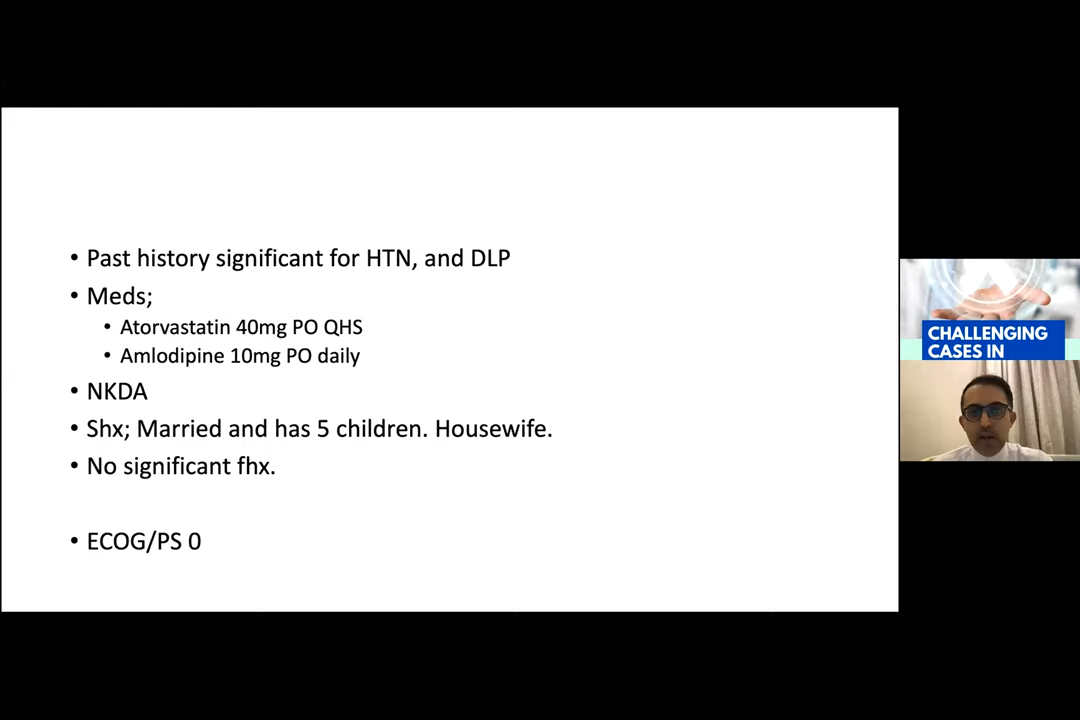 • Past history significant for HTN, and DLP
• Meds;
• Atorvastatin 40mg PO QHS
• Amlodipine 10mg PO daily
• NKDA
• Shx; Married and has 5 children. Housewife.
• No significant fhx.
• ECOG/PS 0
CHALLENGING
CASES IN